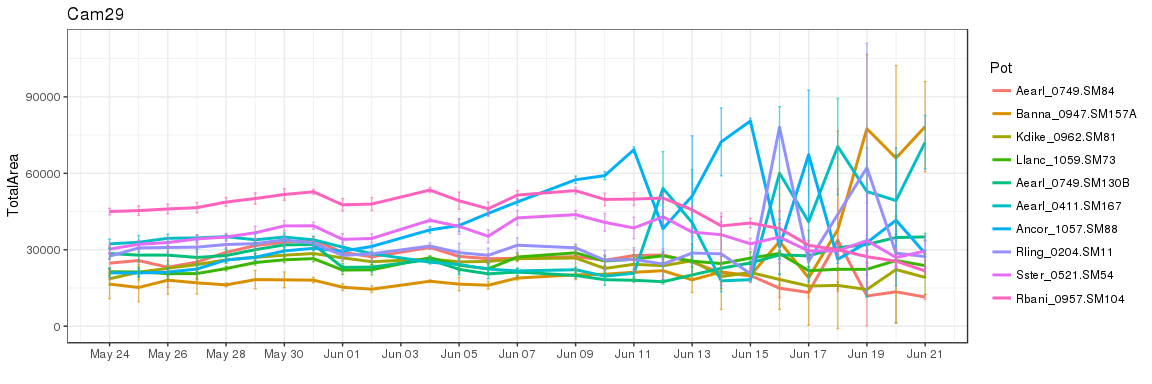 Cam29
TotalArea
90000
60000
30000
0
May 24 May 26 May 28 May 30 Jun 01 Jun 03 Jun 05 Jun 07 Jun 09 Jun 11 Jun 13 Jun 15 Jun 17 Jun 19 Jun 21
Pot
Aearl_0749.SM84
Banna_0947.SM157A
Kdike_0962.SM81
Llanc_1059.SM73
Aearl_0749.SM130B
Aearl_0411.SM167
Ancor_1057.SM88
Rling_0204.SM11
Sster_0521.SM54
Rbani_0957.SM104